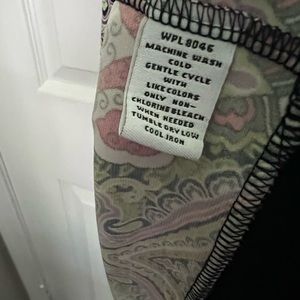 WPL 8046
MACHINE WASH
COLD
GENTLE CYCLE
WITH
LIKE COLORS
ONLY NON-
CHLORINE BLEACH
WHEN NEEDED
TUMBLE DRY LOW
COOL IRON